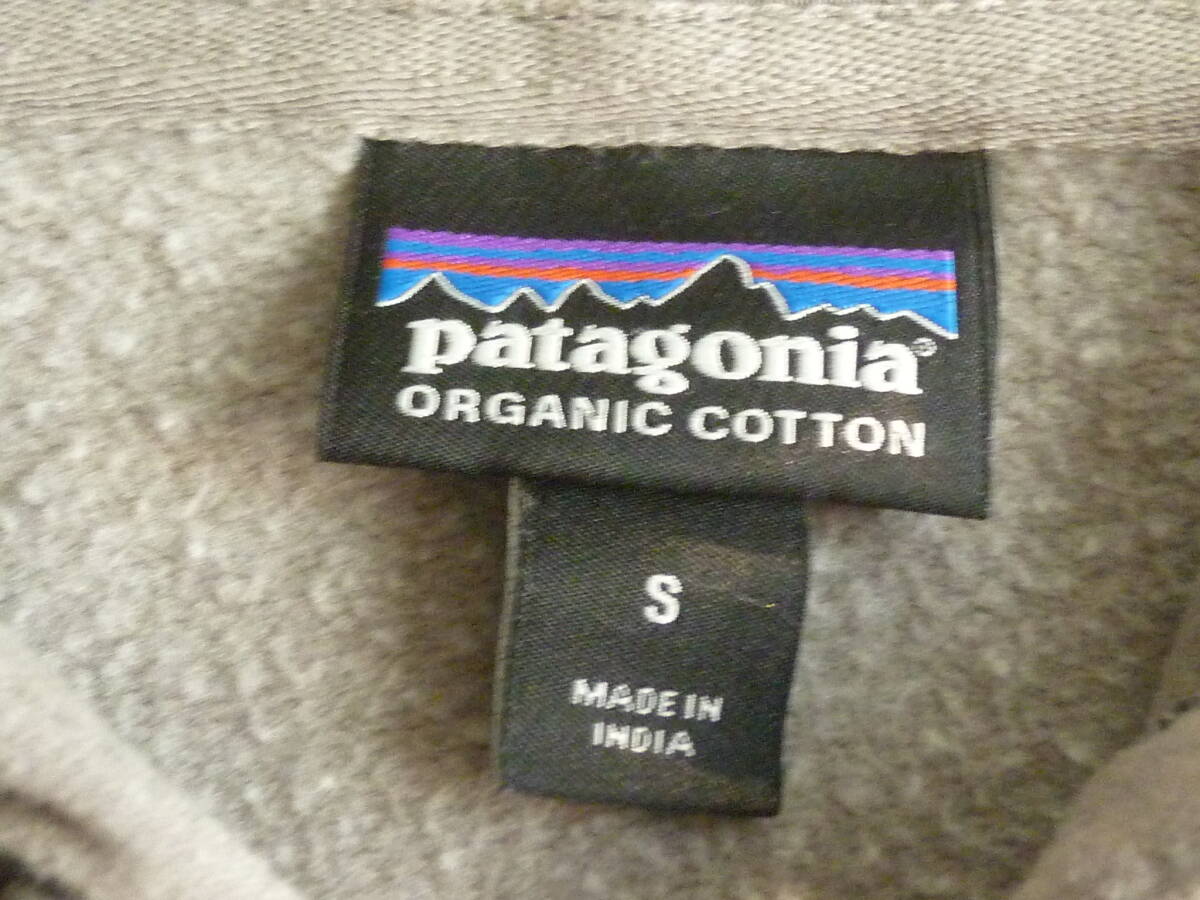 patagonia®
ORGANIC COTTON
S
MADE IN
INDIA